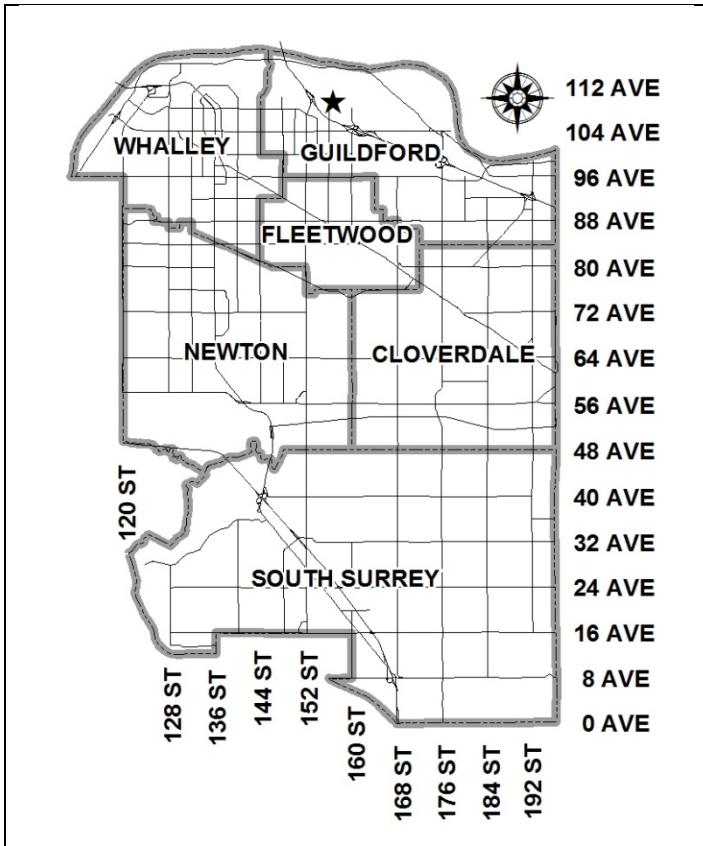 112 AVE
104 AVE
WHALLEY
GUILDFORD
96 AVE
88 AVE
FLEETWOOD
80 AVE
72 AVE
NEWTON
CLOVERDALE
64 AVE
56 AVE
48 AVE
120 ST
40 AVE
32 AVE
SOUTH SURREY
24 AVE
16 AVE
8 AVE
0 AVE
128 ST
136 ST
144 ST
152 ST
160 ST
168 ST
176 ST
184 ST
192 ST